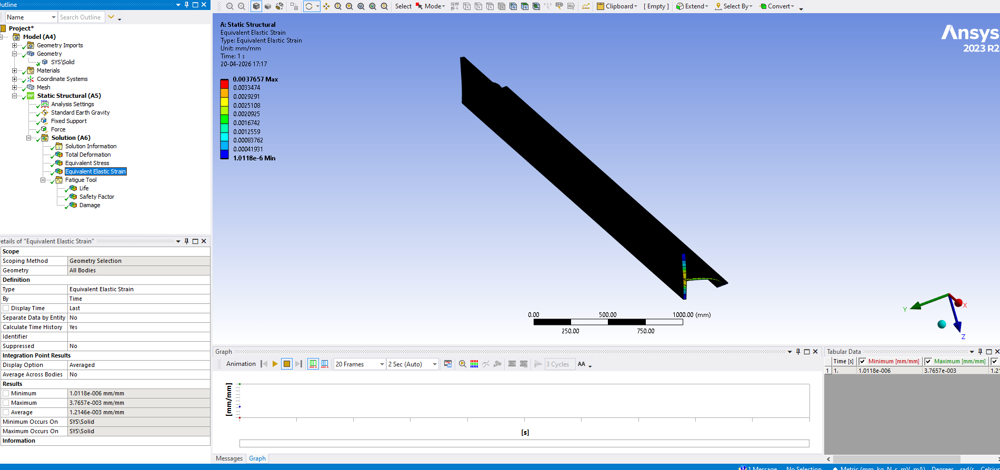 Outline
Name
Search Outline
Project*
Model (A4)
Geometry Imports
Geometry
SYS\Solid
Materials
Coordinate Systems
Mesh
Static Structural (A5)
Analysis Settings
Standard Earth Gravity
Fixed Support
Force
Solution (A6)
Solution Information
Total Deformation
Equivalent Stress
Equivalent Elastic Strain
Fatigue Tool
Life
Safety Factor
Damage
etails of "Equivalent Elastic Strain"
Scope
Scoping Method Geometry Selection
Geometry All Bodies
Definition
Type Equivalent Elastic Strain
By Time
Display Time Last
Separate Data by Entity No
Calculate Time History Yes
Identifier
Suppressed No
Integration Point Results
Display Option Averaged
Average Across Bodies No
Results
Minimum 1.0118e-006 mm/mm
Maximum 3.7657e-003 mm/mm
Average 1.2146e-003 mm/mm
Minimum Occurs On SYS\Solid
Maximum Occurs On SYS\Solid
Information
Select Mode Clipboard [ Empty ] Extend Select By Convert
A: Static Structural
Equivalent Elastic Strain
Type: Equivalent Elastic Strain
Unit: mm/mm
Time: 1 s
20-04-2026 17:17
0.0037657 Max
0.0033474
0.0029291
0.0025108
0.0020925
0.0016742
0.0012559
0.00083762
0.00041931
1.0118e-6 Min
Ansys
2023 R2
0.00 500.00 1000.00 (mm)
250.00 750.00
Y X
Z
Graph
Animation 20 Frames 2 Sec (Auto) 3 Cycles AA
[mm/mm]
[s]
Messages Graph
Tabular Data
Time [s] Minimum [mm/mm] Maximum [mm/mm]
1 1. 1.0118e-006 3.7657e-003 1.21
1 Message No Selection Metric (mm, kg, N, s, mV, mA) Degrees rad/s Celsius